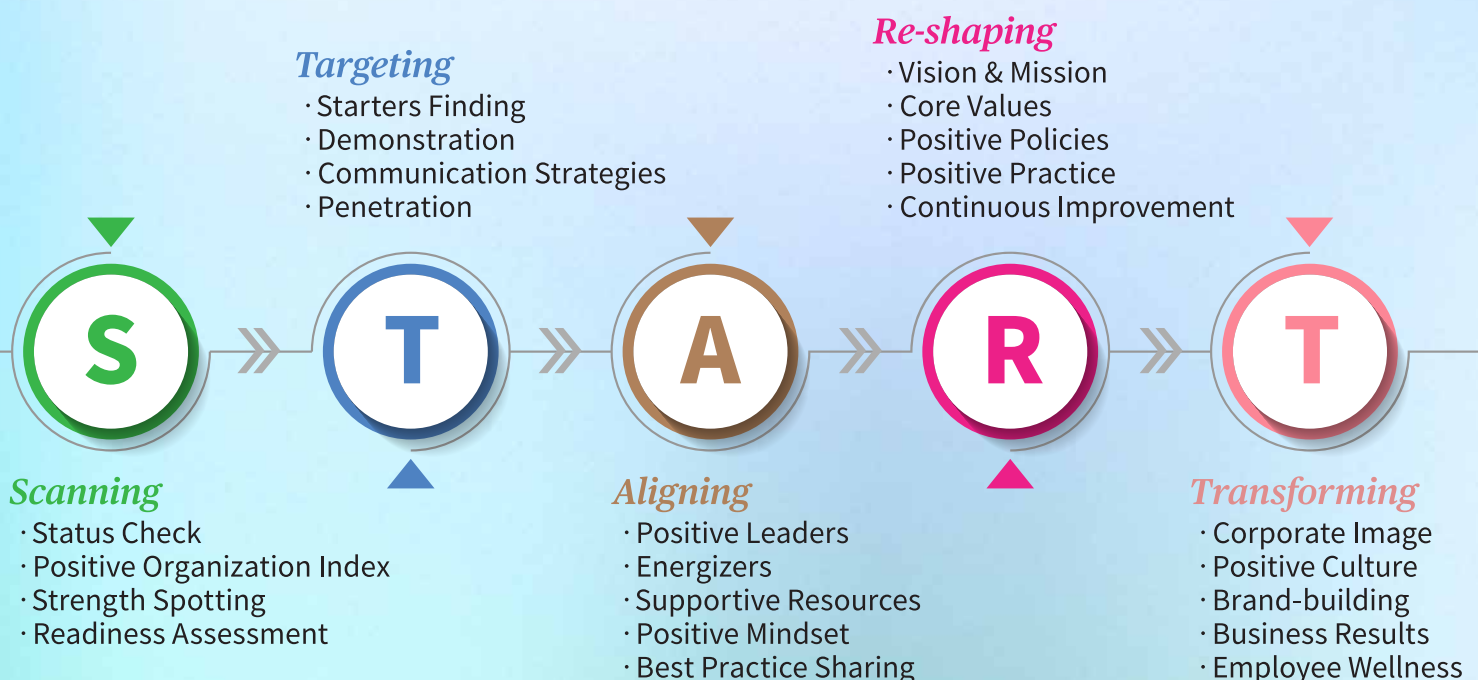 S
Scanning
· Status Check
· Positive Organization Index
· Strength Spotting
· Readiness Assessment
T
Targeting
· Starters Finding
· Demonstration
· Communication Strategies
· Penetration
A
Aligning
· Positive Leaders
· Energizers
· Supportive Resources
· Positive Mindset
· Best Practice Sharing
R
Re-shaping
· Vision & Mission
· Core Values
· Positive Policies
· Positive Practice
· Continuous Improvement
T
Transforming
· Corporate Image
· Positive Culture
· Brand-building
· Business Results
· Employee Wellness